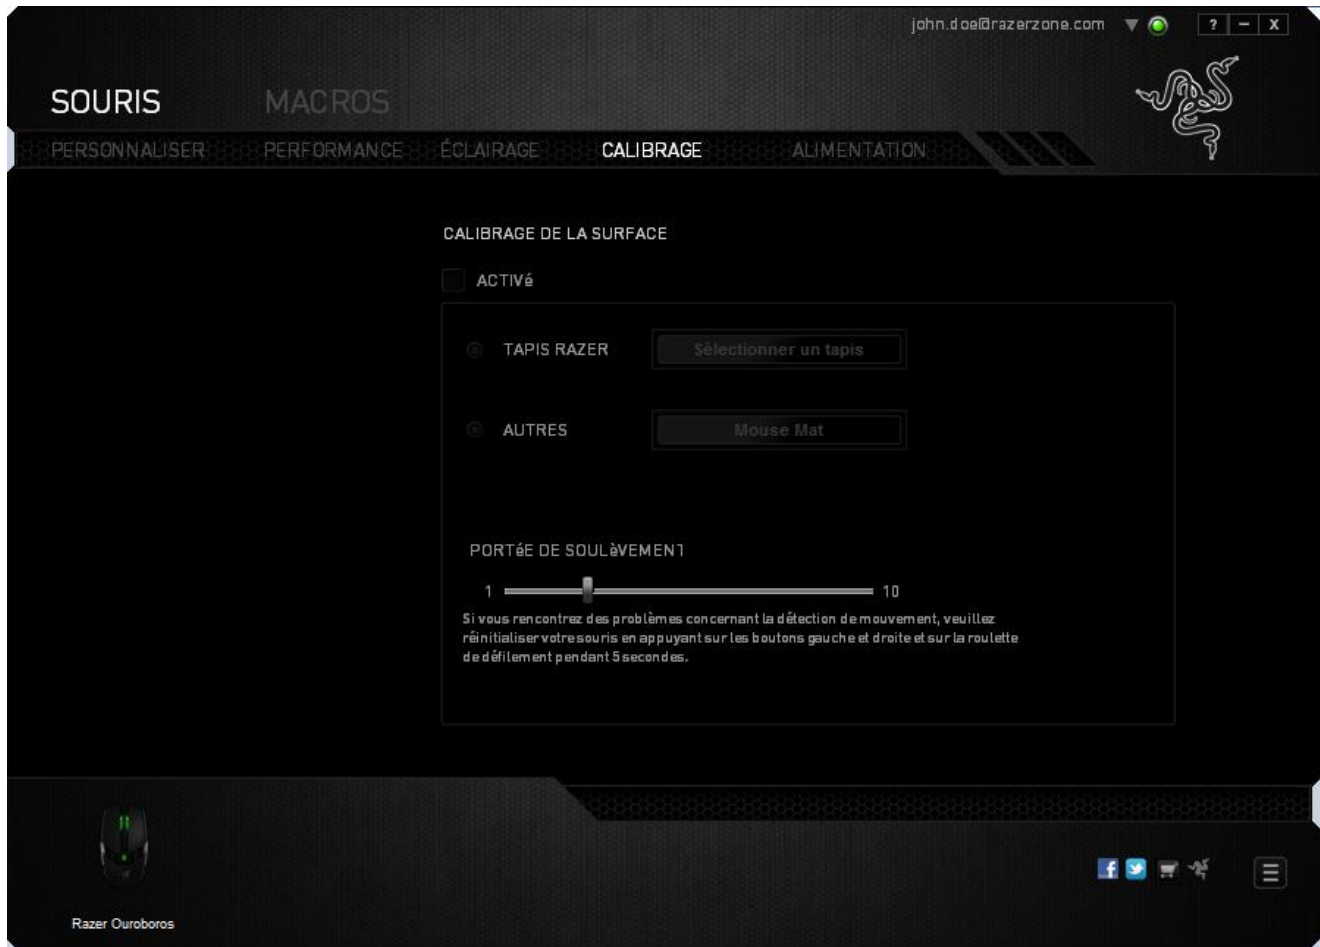 john.doe@razerzone.com
? – X
SOURIS MACROS
PERSONNALISER PERFORMANCE ÉCLAIRAGE CALIBRAGE ALIMENTATION
CALIBRAGE DE LA SURFACE
ACTIVé
TAPIS RAZER Sélectionner un tapis
AUTRES Mouse Mat
PORTéE DE SOULèVEMENT
1 10
Si vous rencontrez des problèmes concernant la détection de mouvement, veuillez
réinitialiser votre souris en appuyant sur les boutons gauche et droite et sur la roulette
de défilement pendant 5 secondes.
f
Razer Ouroboros